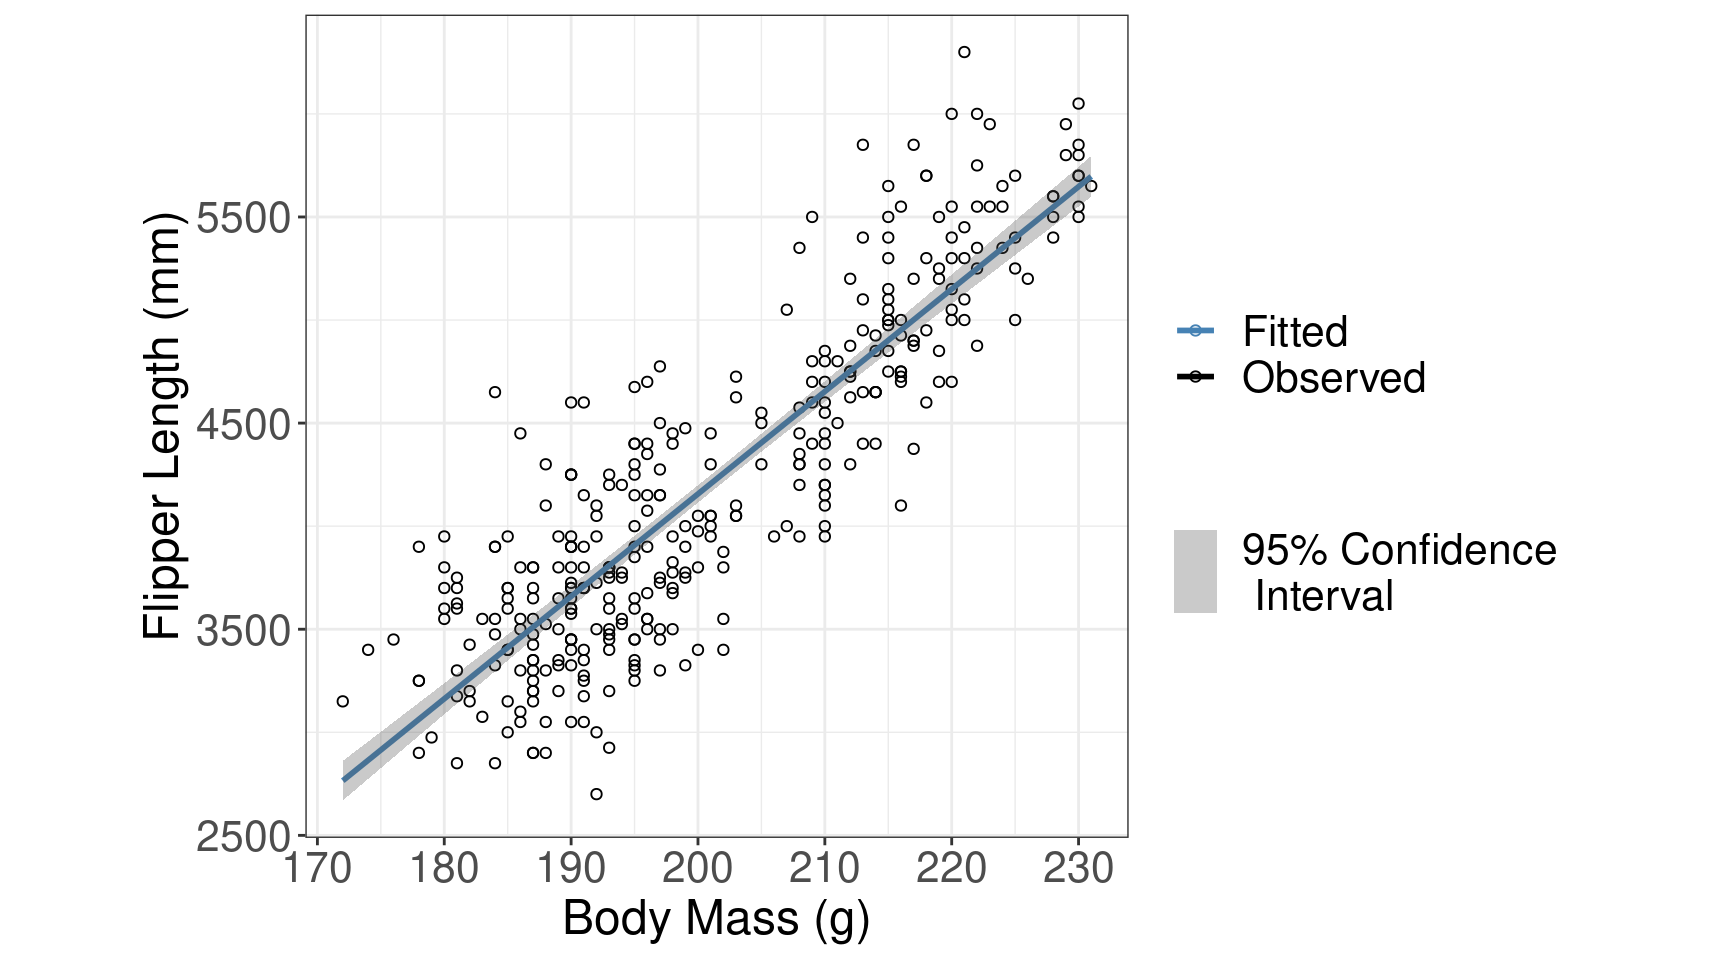 Flipper Length (mm)
5500
4500
3500
2500
170 180 190 200 210 220 230
Body Mass (g)
Fitted
Observed
95% Confidence
Interval